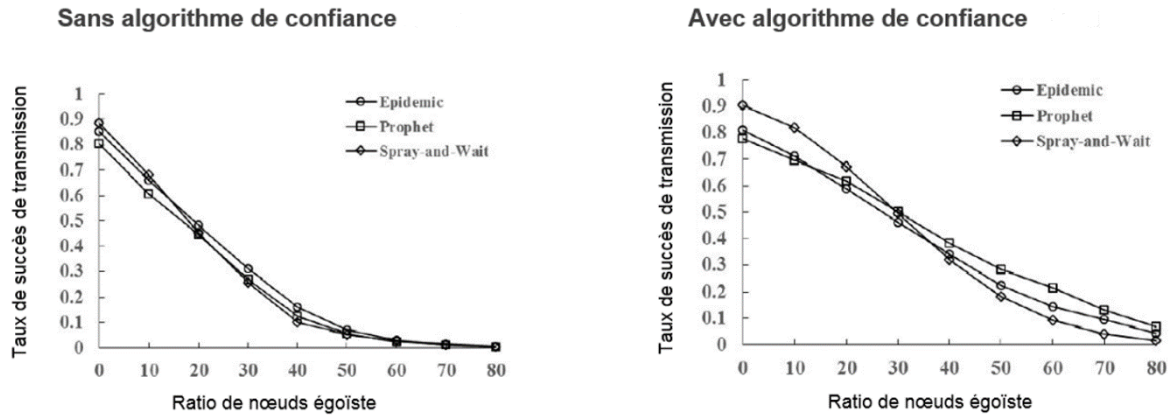 Sans algorithme de confiance
Taux de succès de transmission
1
0.9
0.8
0.7
0.6
0.5
0.4
0.3
0.2
0.1
0
Epidemic
Prophet
Spray-and-Wait
0 10 20 30 40 50 60 70 80
Ratio de nœuds égoïste
Avec algorithme de confiance
Taux de succès de transmission
1
0.9
0.8
0.7
0.6
0.5
0.4
0.3
0.2
0.1
0
Epidemic
Prophet
Spray-and-Wait
0 10 20 30 40 50 60 70 80
Ratio de nœuds égoïste